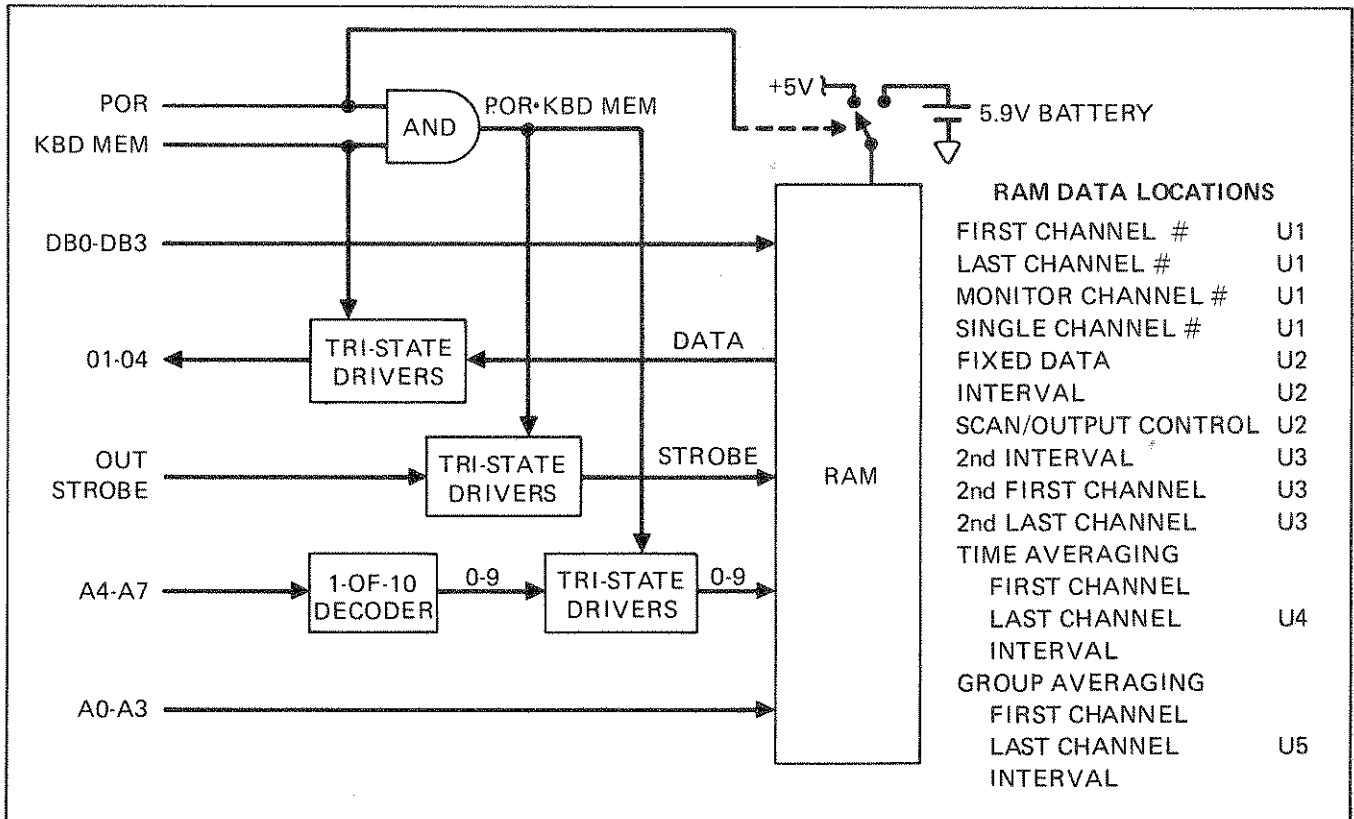 POR
KBD MEM
AND
POR•KBD MEM
+5V
5.9V BATTERY
DB0-DB3
01-04
TRI-STATE
DRIVERS
DATA
OUT
STROBE
TRI-STATE
DRIVERS
STROBE
A4-A7
1-OF-10
DECODER
0-9
TRI-STATE
DRIVERS
0-9
A0-A3
RAM
RAM DATA LOCATIONS
FIRST CHANNEL # U1
LAST CHANNEL # U1
MONITOR CHANNEL # U1
SINGLE CHANNEL # U1
FIXED DATA U2
INTERVAL U2
SCAN/OUTPUT CONTROL U2
2nd INTERVAL U3
2nd FIRST CHANNEL U3
2nd LAST CHANNEL U3
TIME AVERAGING
FIRST CHANNEL
LAST CHANNEL U4
INTERVAL
GROUP AVERAGING
FIRST CHANNEL
LAST CHANNEL U5
INTERVAL